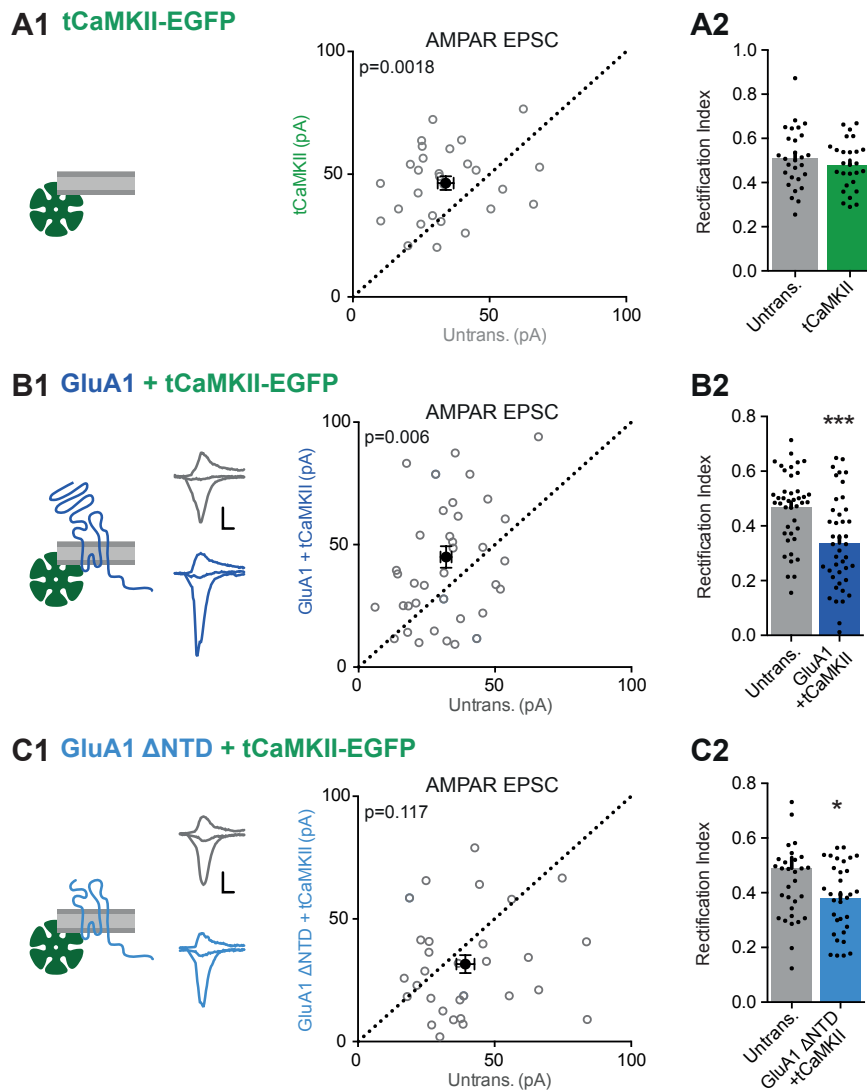 A1 tCaMKII-EGFP
AMPAR EPSC
p=0.0018
100
50
0
tCaMKII (pA)
50
100
Untrans. (pA)
A2
Rectification Index
1.0
0.8
0.6
0.4
0.2
0.0
Untrans.
tCaMKII
B1 GluA1 + tCaMKII-EGFP
AMPAR EPSC
p=0.006
100
50
0
GluA1 + tCaMKII (pA)
50
100
Untrans. (pA)
B2
***
Rectification Index
0.8
0.6
0.4
0.2
0.0
Untrans.
GluA1
+tCaMKII
C1 GluA1 ΔNTD + tCaMKII-EGFP
AMPAR EPSC
p=0.117
100
50
0
GluA1 ΔNTD + tCaMKII (pA)
50
100
Untrans. (pA)
C2
*
Rectification Index
0.8
0.6
0.4
0.2
0.0
Untrans.
GluA1 ΔNTD
+tCaMKII